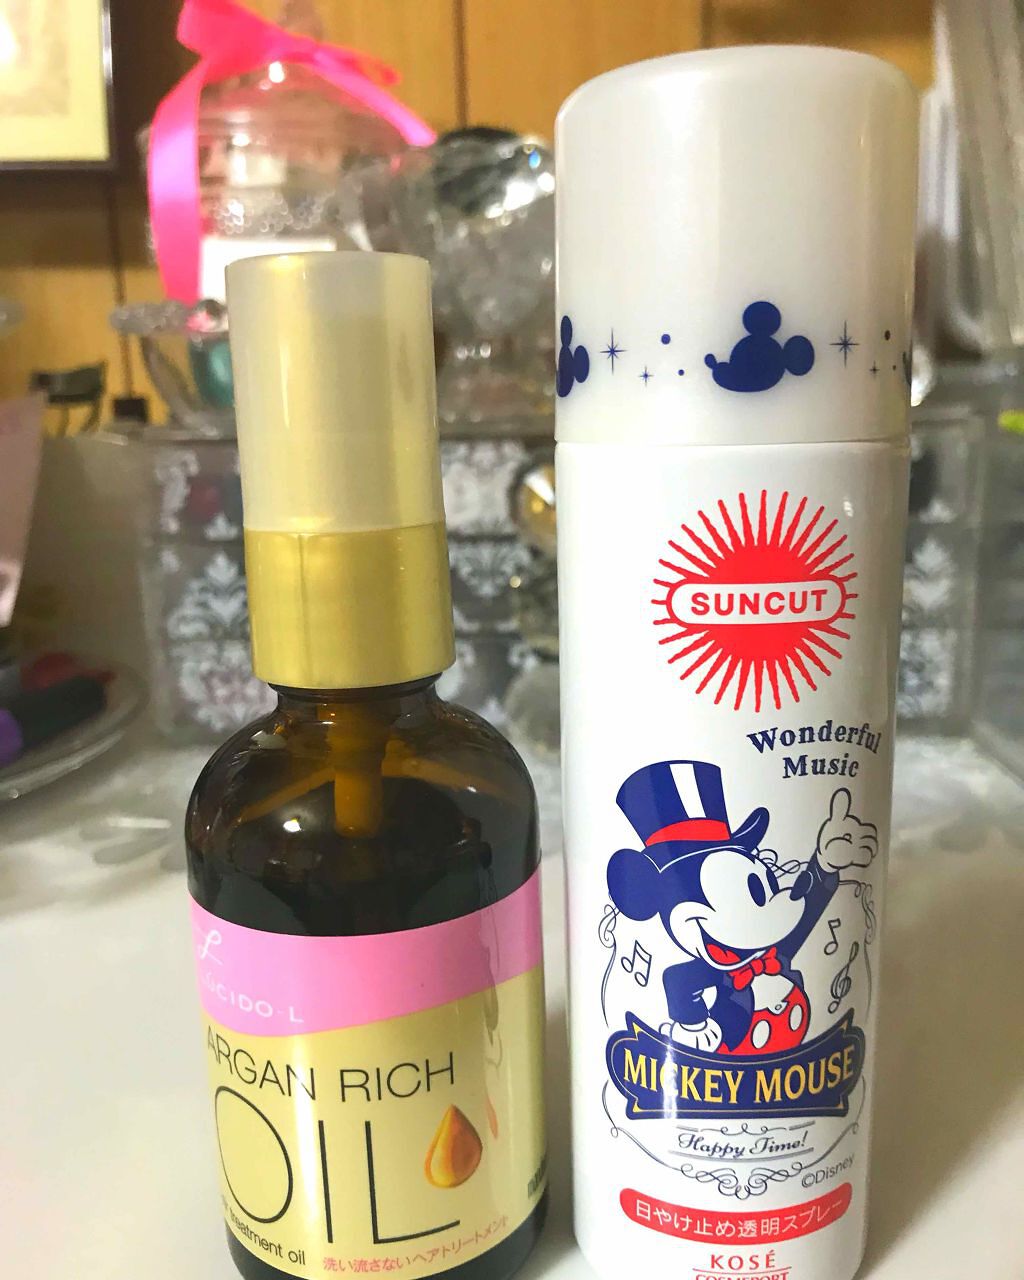 LÚCIDO-L
ARGAN RICH
OIL
treatment oil
洗い流さないヘアトリートメント
SUNCUT
Wonderful
Music
MICKEY MOUSE
Happy Time!
©Disney
日やけ止め透明スプレー
KOSÉ
COSMEPORT